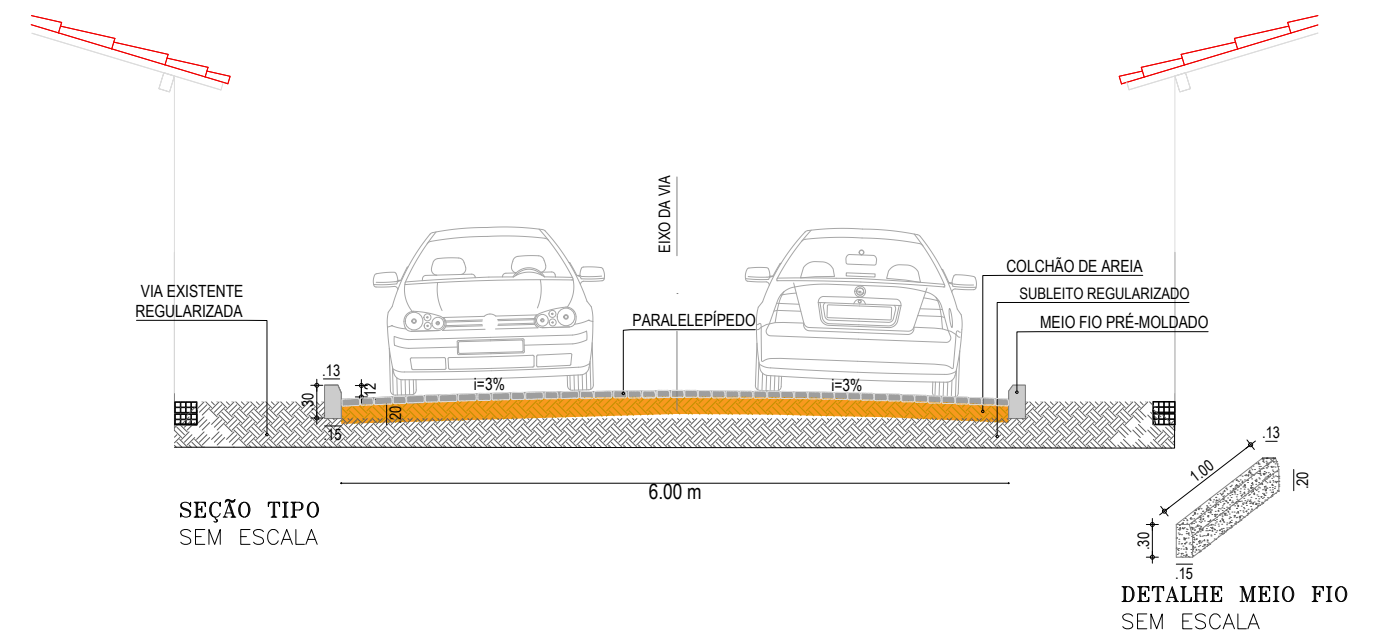 EIXO DA VIA
COLCHÃO DE AREIA
VIA EXISTENTE
REGULARIZADA
SUBLEITO REGULARIZADO
PARALELEPÍPEDO
MEIO FIO PRÉ-MOLDADO
.13
.12
.30
i=3%
i=3%
.20
.15
6.00 m
SEÇÃO TIPO
SEM ESCALA
.13
1.00
.20
.30
.15
DETALHE MEIO FIO
SEM ESCALA